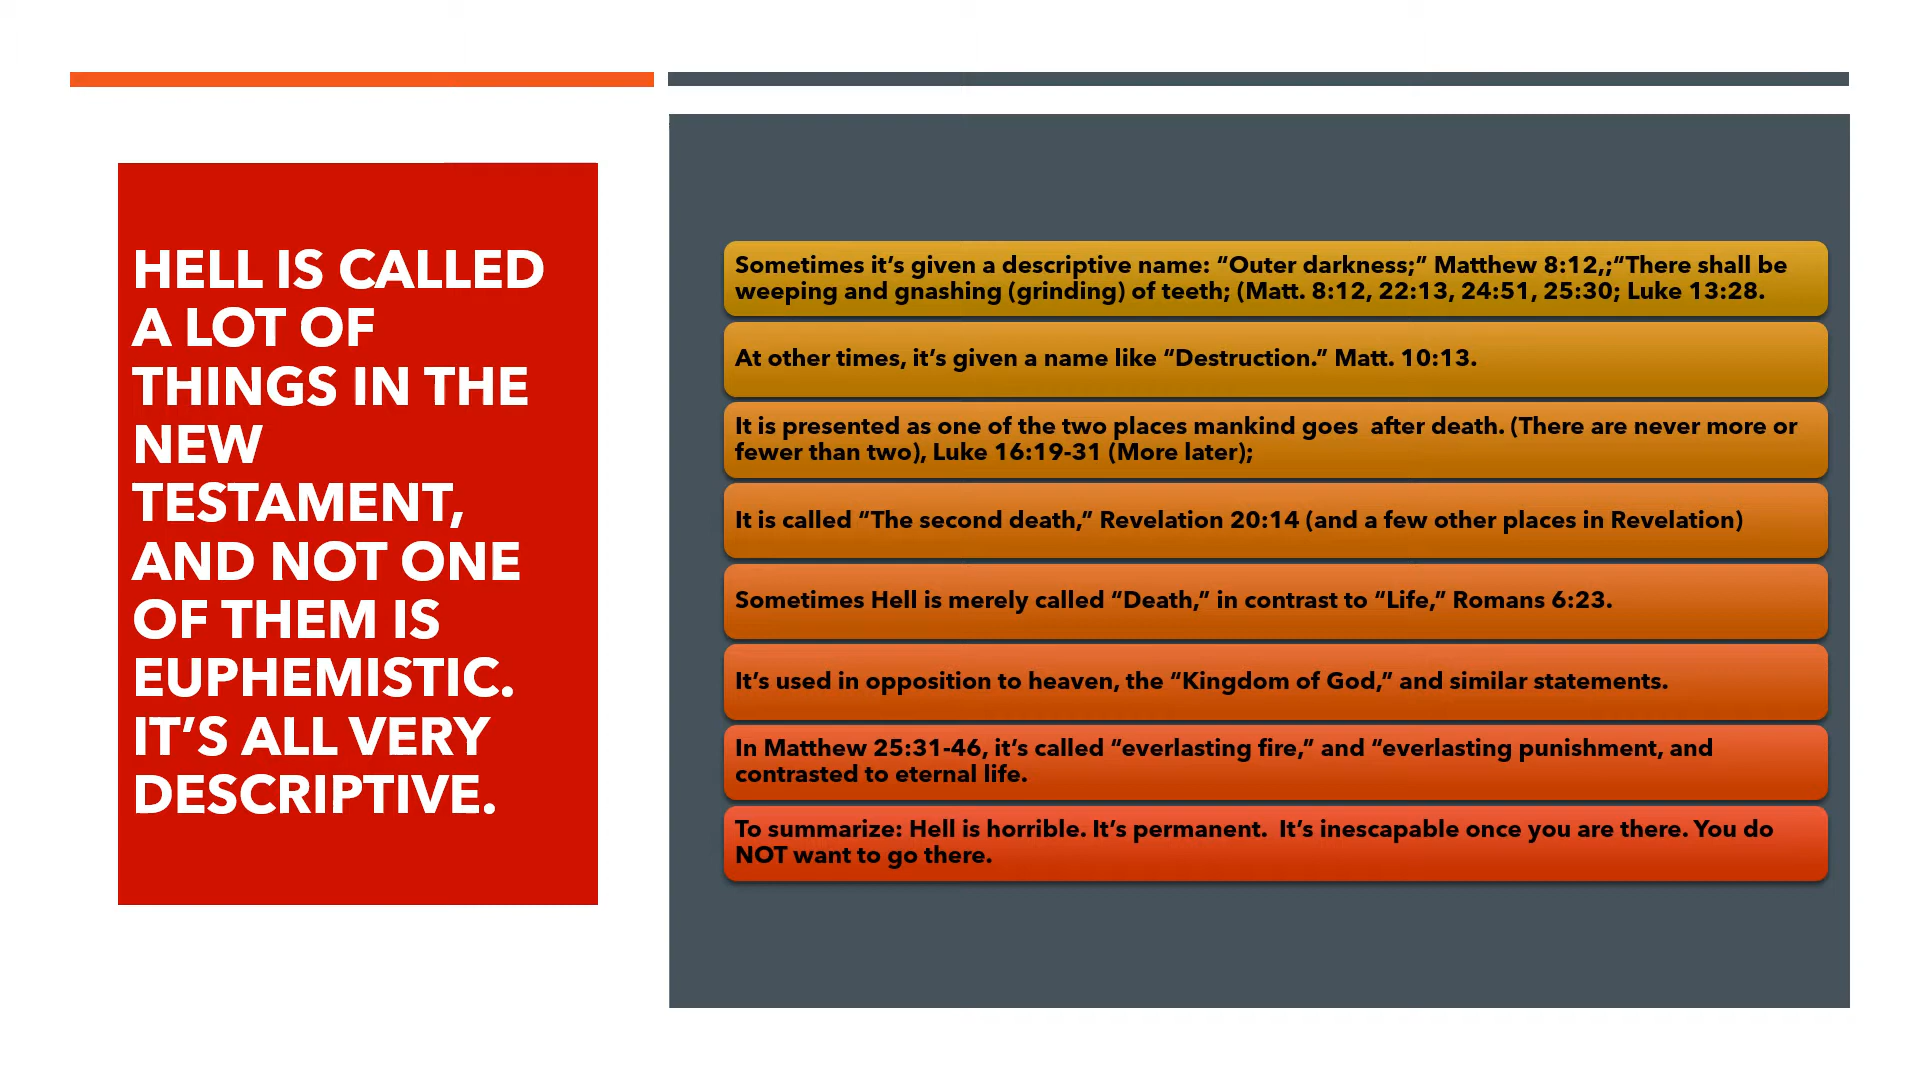 HELL IS CALLED
A LOT OF
THINGS IN THE
NEW
TESTAMENT,
AND NOT ONE
OF THEM IS
EUPHEMISTIC.
IT’S ALL VERY
DESCRIPTIVE.
Sometimes it’s given a descriptive name: “Outer darkness;” Matthew 8:12,;“There shall be
weeping and gnashing (grinding) of teeth; (Matt. 8:12, 22:13, 24:51, 25:30; Luke 13:28.
At other times, it’s given a name like “Destruction.” Matt. 10:13.
It is presented as one of the two places mankind goes  after death. (There are never more or
fewer than two), Luke 16:19-31 (More later);
It is called “The second death,” Revelation 20:14 (and a few other places in Revelation)
Sometimes Hell is merely called “Death,” in contrast to “Life,” Romans 6:23.
It’s used in opposition to heaven, the “Kingdom of God,” and similar statements.
In Matthew 25:31-46, it’s called “everlasting fire,” and “everlasting punishment, and
contrasted to eternal life.
To summarize: Hell is horrible. It’s permanent.  It’s inescapable once you are there. You do
NOT want to go there.